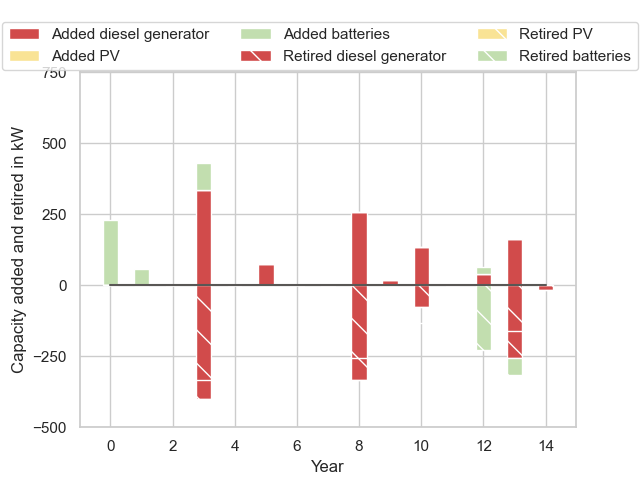 Added diesel generator
Added PV
Added batteries
Retired diesel generator
Retired PV
Retired batteries
750
500
250
0
−250
−500
Capacity added and retired in kW
0 2 4 6 8 10 12 14
Year